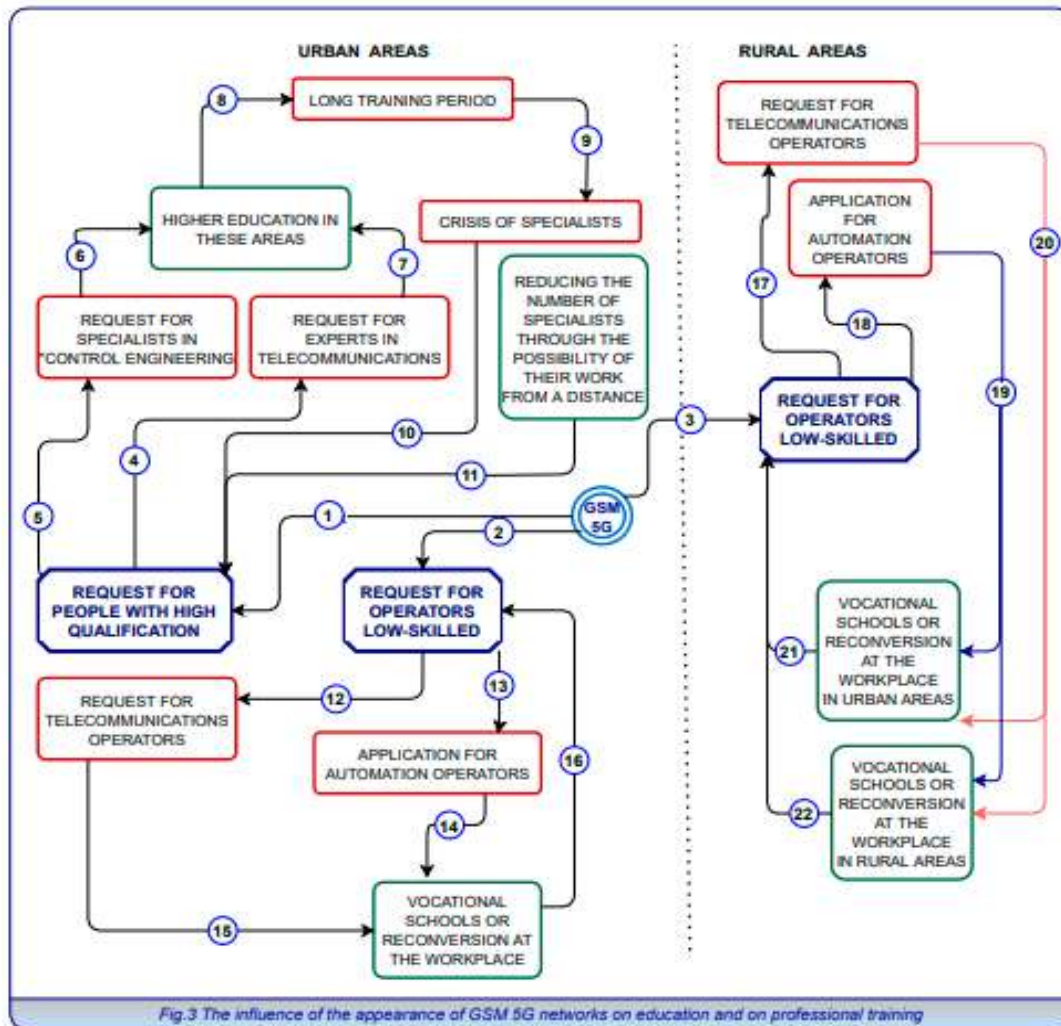 URBAN AREAS
RURAL AREAS
8
LONG TRAINING PERIOD
9
REQUEST FOR
TELECOMMUNICATIONS
OPERATORS
HIGHER EDUCATION IN
THESE AREAS
CRISIS OF SPECIALISTS
APPLICATION
FOR
AUTOMATION
OPERATORS
20
6
7
17
REQUEST FOR
SPECIALISTS IN
"CONTROL ENGINEERING
REQUEST FOR
EXPERTS IN
TELECOMMUNICATIONS
REDUCING THE
NUMBER OF
SPECIALISTS
THROUGH THE
POSSIBILITY OF
THEIR WORK
FROM A DISTANCE
18
19
REQUEST FOR
OPERATORS
LOW-SKILLED
3
10
4
11
5
1
2
GSM
5G
REQUEST FOR
PEOPLE WITH HIGH
QUALIFICATION
REQUEST FOR
OPERATORS
LOW-SKILLED
VOCATIONAL
SCHOOLS OR
RECONVERSION
AT THE
WORKPLACE
IN URBAN AREAS
21
12
13
REQUEST FOR
TELECOMMUNICATIONS
OPERATORS
APPLICATION FOR
AUTOMATION OPERATORS
16
VOCATIONAL
SCHOOLS OR
RECONVERSION
AT THE
WORKPLACE
IN RURAL AREAS
22
14
15
VOCATIONAL
SCHOOLS OR
RECONVERSION AT
THE WORKPLACE
Fig.3 The influence of the appearance of GSM 5G networks on education and on professional training